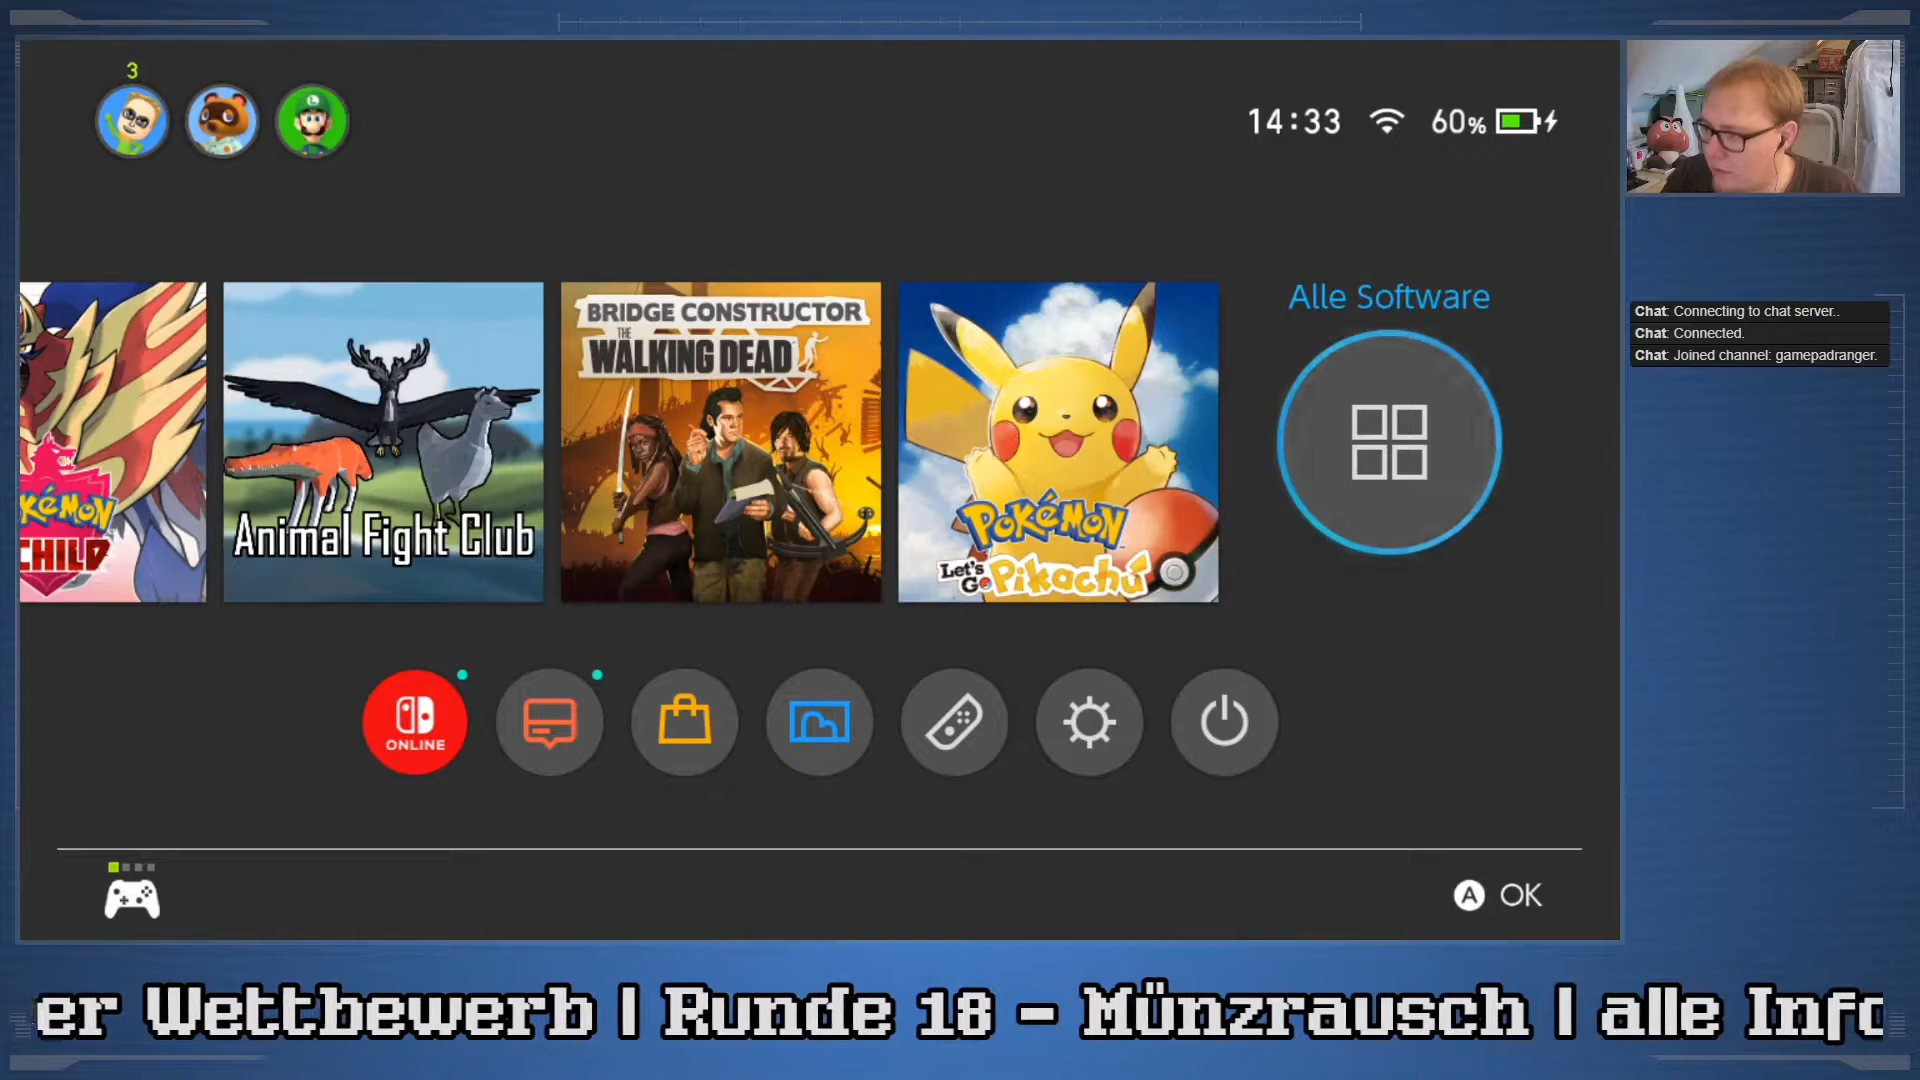 3
14:33 60%
Alle Software
POKÉMON
CHILD
Animal Fight Club
BRIDGE CONSTRUCTOR
THE
WALKING DEAD
POKÉMON
Let's Go Pikachu
ONLINE
A OK
Chat: Connecting to chat server..
Chat: Connected.
Chat: Joined channel: gamepadranger.
er Wettbewerb | Runde 18 - Münzrausch | alle Info